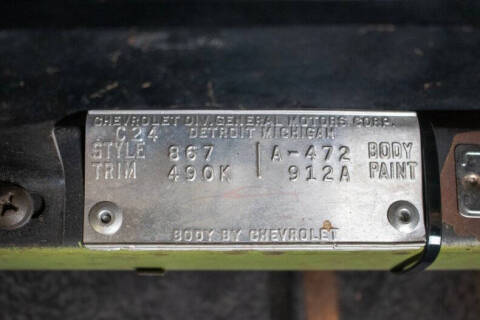 CHEVROLET DIV. GENERAL MOTORS CORP.
C24 DETROIT MICHIGAN
STYLE 867 A-472 BODY
TRIM 490K 912A PAINT
BODY BY CHEVROLET